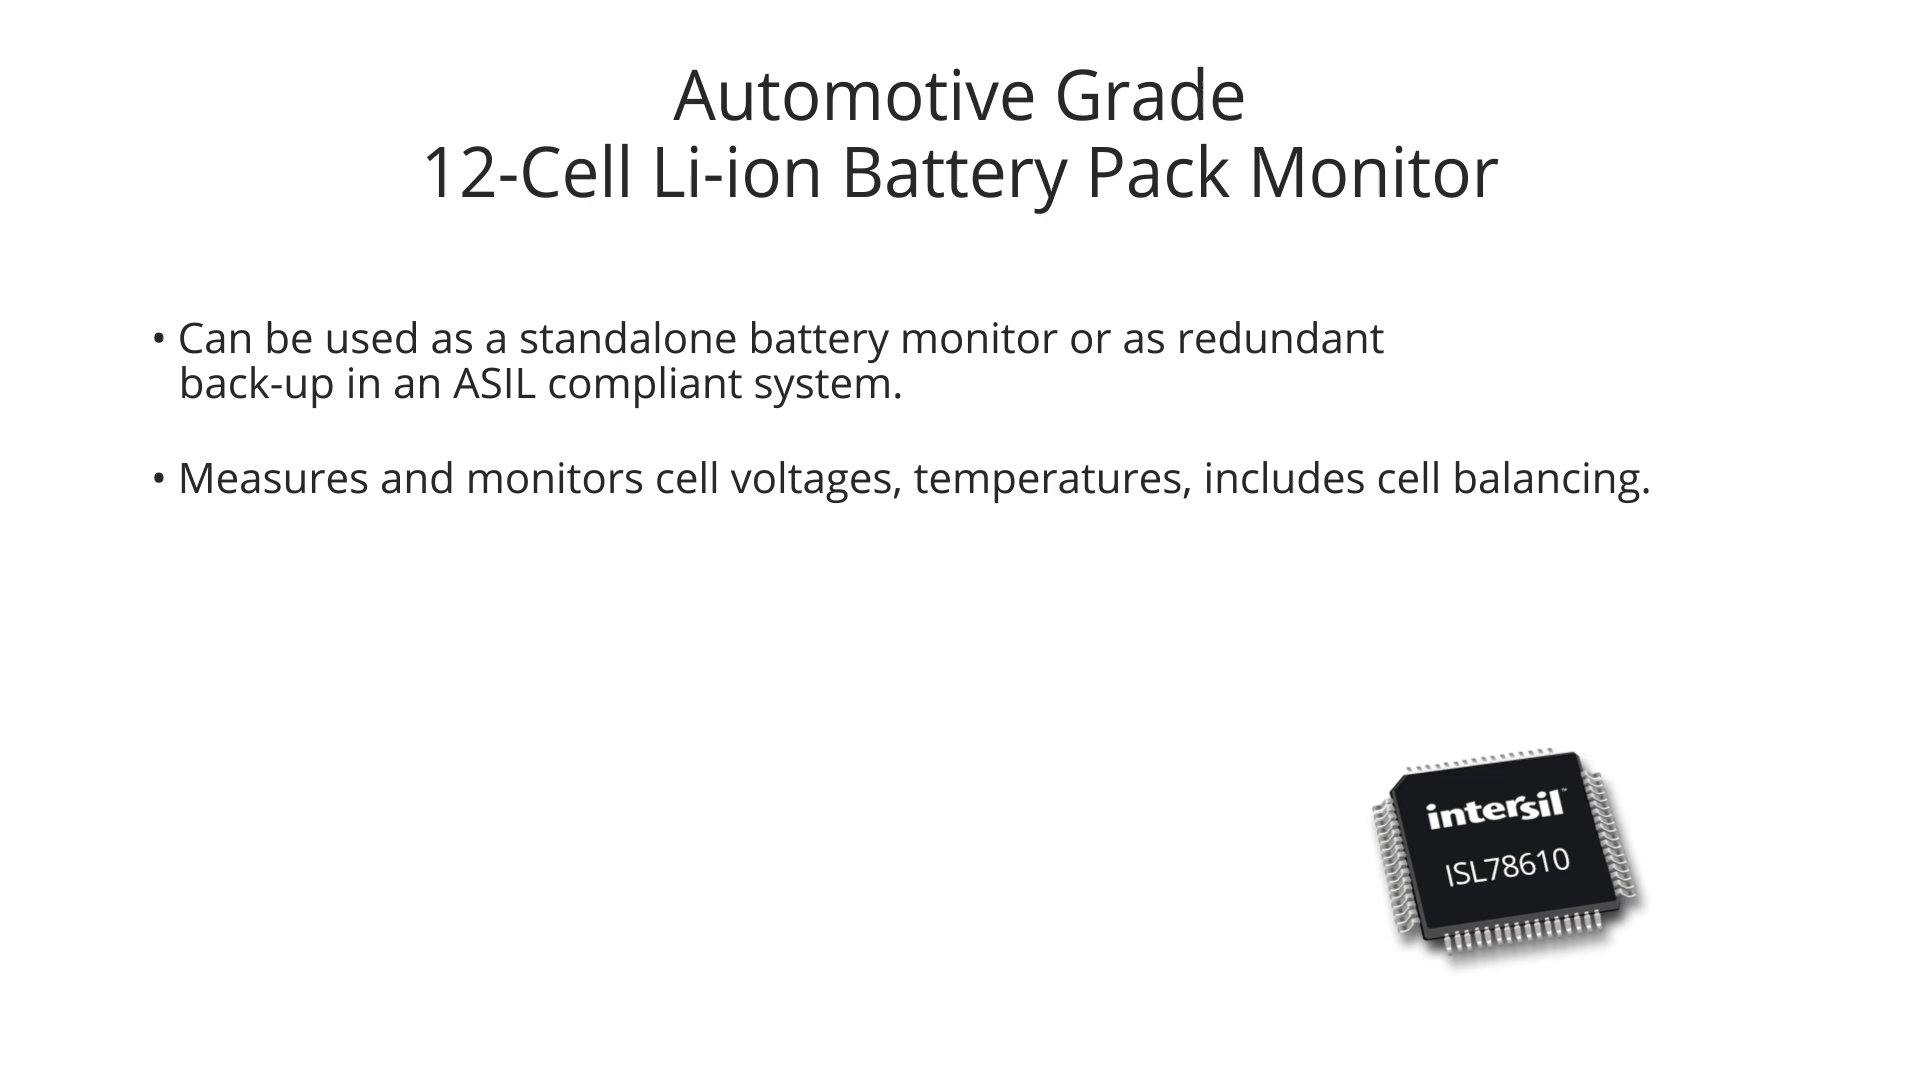 Automotive Grade
12-Cell Li-ion Battery Pack Monitor
• Can be used as a standalone battery monitor or as redundant
back-up in an ASIL compliant system.
• Measures and monitors cell voltages, temperatures, includes cell balancing.
intersil™
ISL78610